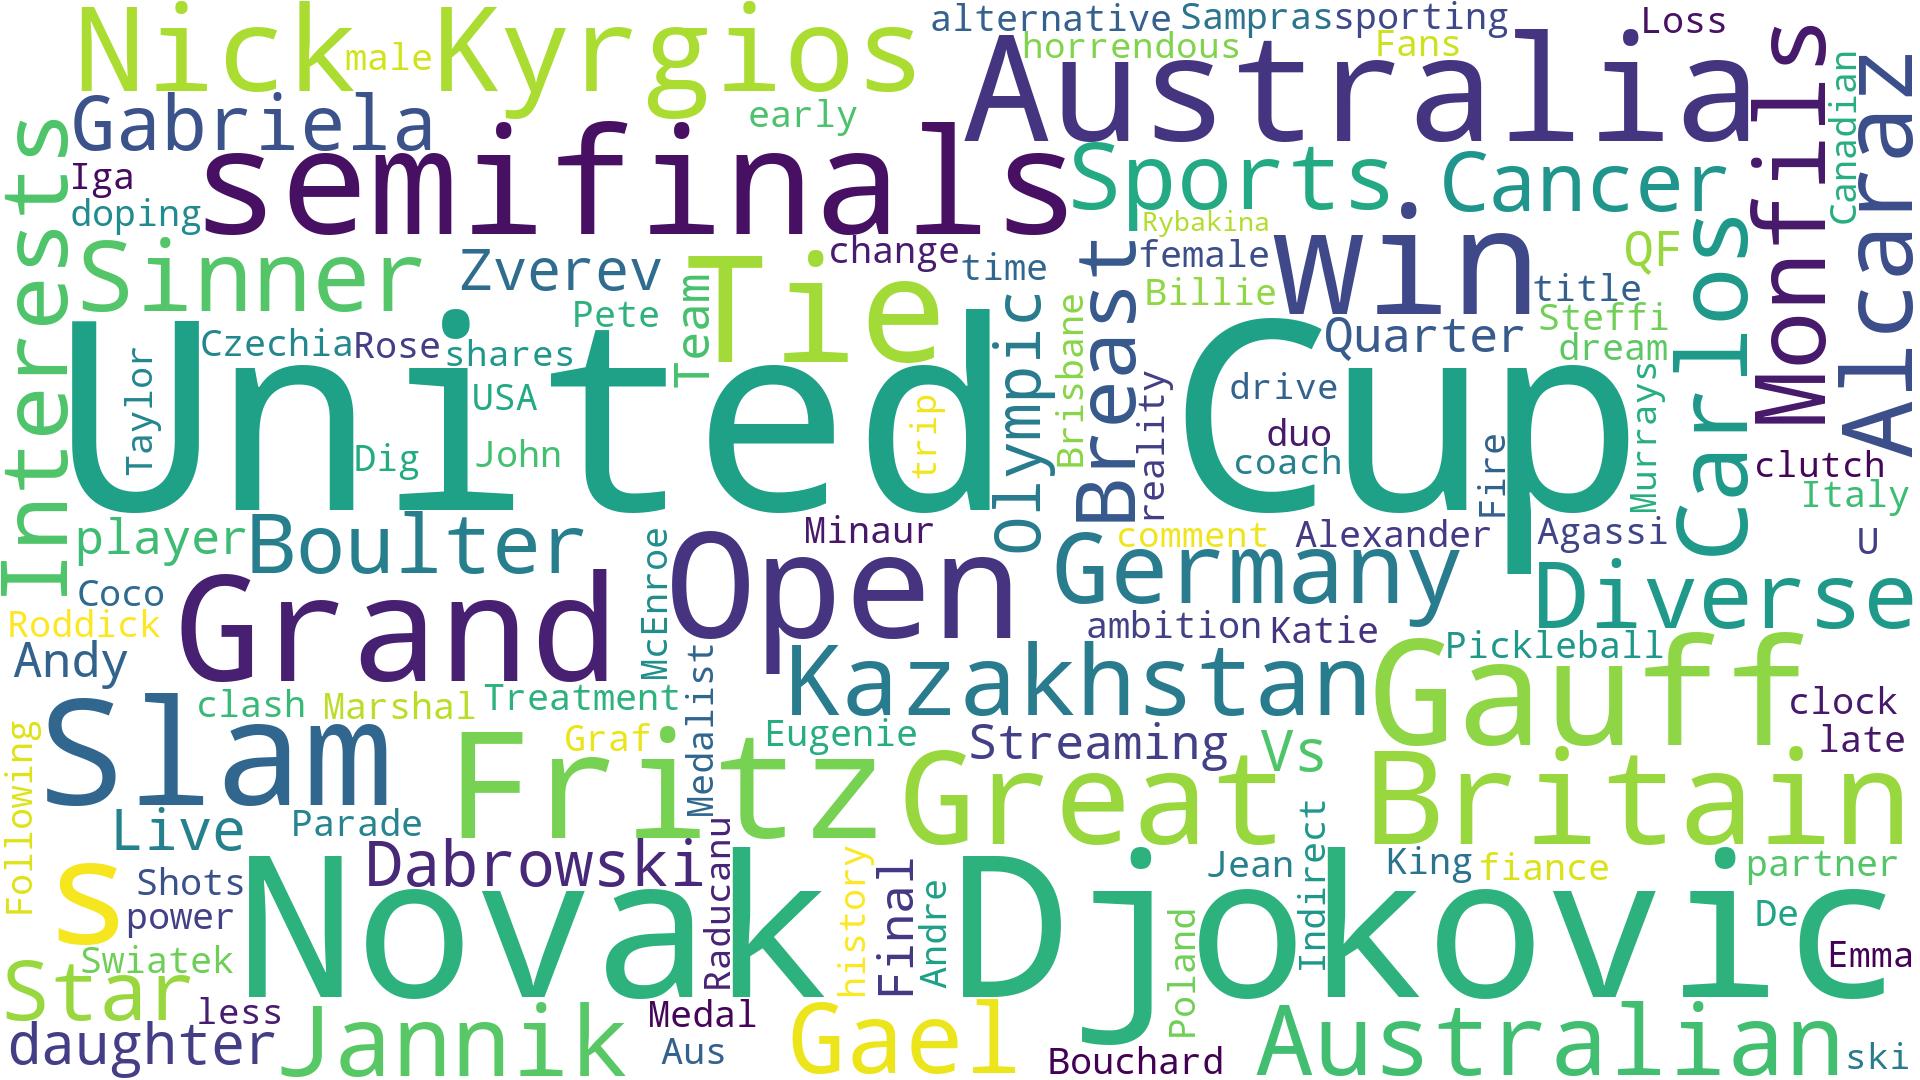 Nick
male
Kyrgios
alternative
Sampras
sporting
Loss
horrendous
Fans
Australia
Gabriela
early
semifinals
Sports
Cancer
Monfils
Canadian
Alcaraz
Interests
Iga
doping
Rybakina
female
win
QF
Carlos
Sinner
Zverev
change
time
Billie
title
Team
Tie
Pete
Olympic
Brisbane
Breast
Quarter
Steffi
dream
United
Cup
Czechia
Rose
shares
Taylor
USA
trip
reality
drive
Murrays
Dig
John
duo
coach
Fire
clutch
Italy
player
Boulter
Minaur
Open
comment
Alexander
Agassi
U
Germany
Diverse
Coco
Roddick
Andy
Grand
McEnroe
ambition
Katie
Pickleball
Kazakhstan
Gauff
Slam
clash
Marshal
Treatment
Medalist
clock
late
Following
Fritz
Graf
Eugenie
Streaming
Vs
Great
Britain
Live
Parade
s
Shots
power
Dabrowski
Raducanu
history
Final
Andre
Jean
Indirect
King
fiance
partner
De
Emma
Novak
Djokovic
Swiatek
Star
less
Poland
daughter
Jannik
Medal
Aus
Gael
Bouchard
Australian
ski